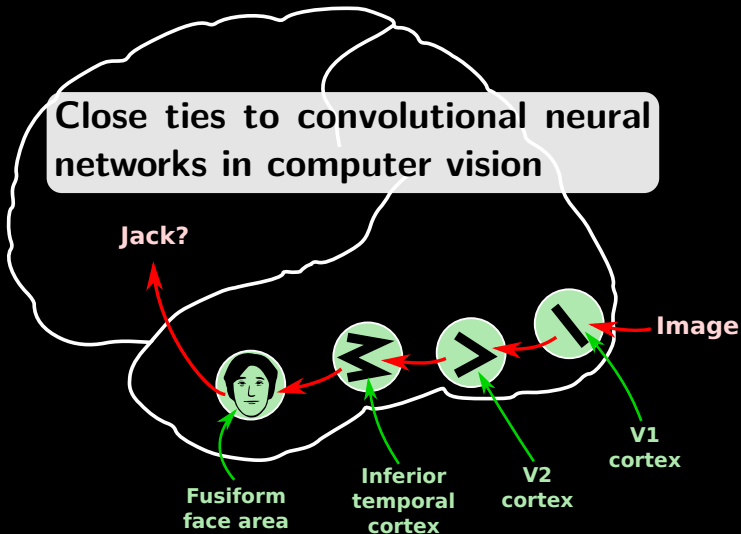 Close ties to convolutional neural
networks in computer vision
Jack?
Image
V1
cortex
V2
cortex
Inferior
temporal
cortex
Fusiform
face area